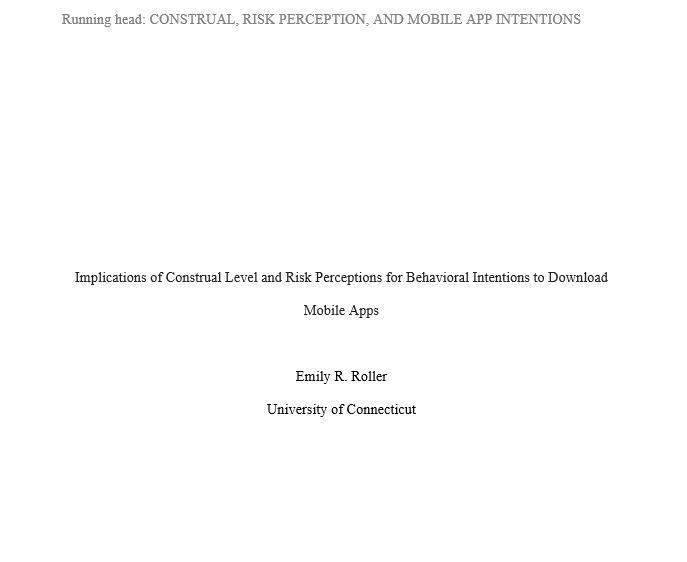 Running head: CONSTRUAL, RISK PERCEPTION, AND MOBILE APP INTENTIONS
Implications of Construal Level and Risk Perceptions for Behavioral Intentions to Download
Mobile Apps
Emily R. Roller
University of Connecticut